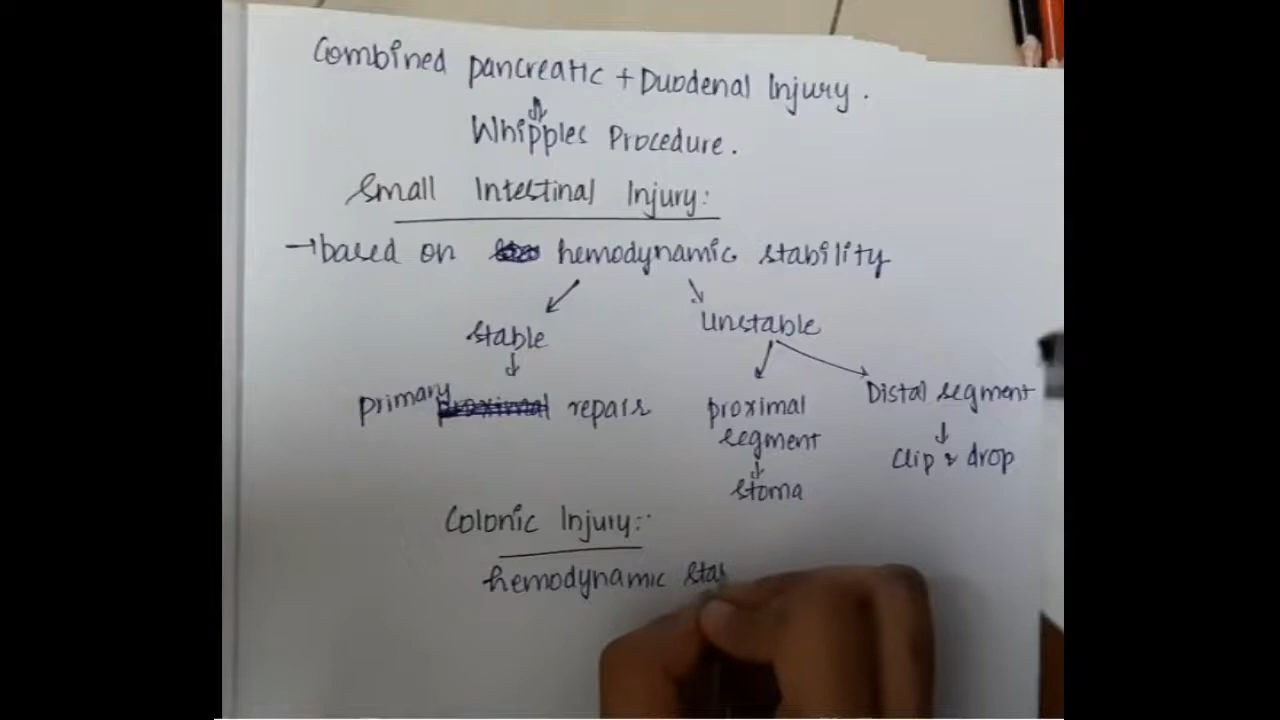 Combined pancreatic + Duodenal Injury.
⇓
Whipples Procedure.
Small Intestinal Injury:
→ based on hemodynamic stability
↙ ↘
stable
Unstable
↓
↙ ↘
primary repair
proximal segment
↓
stoma
Distal segment
↓
clip & drop
Colonic Injury:
hemodynamic sta